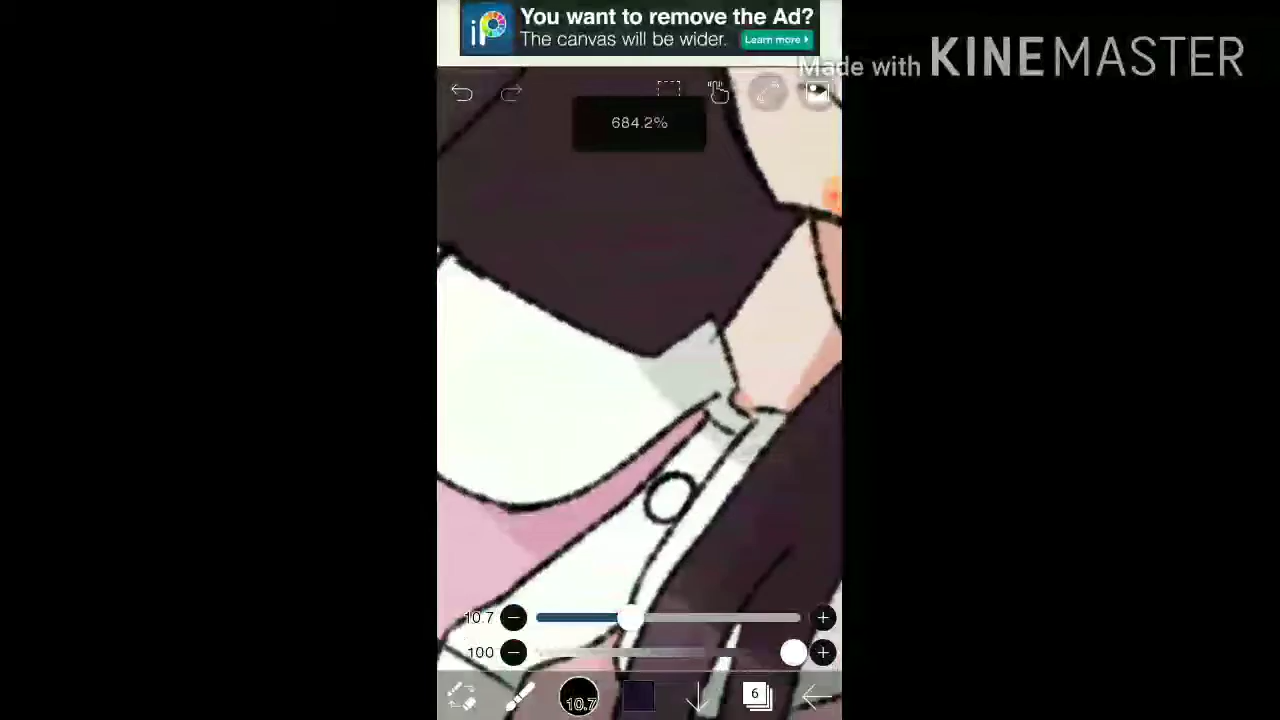 iP
You want to remove the Ad?
The canvas will be wider.
Learn more
Made with KINEMASTER
684.2%
10.7
100
10.7
6